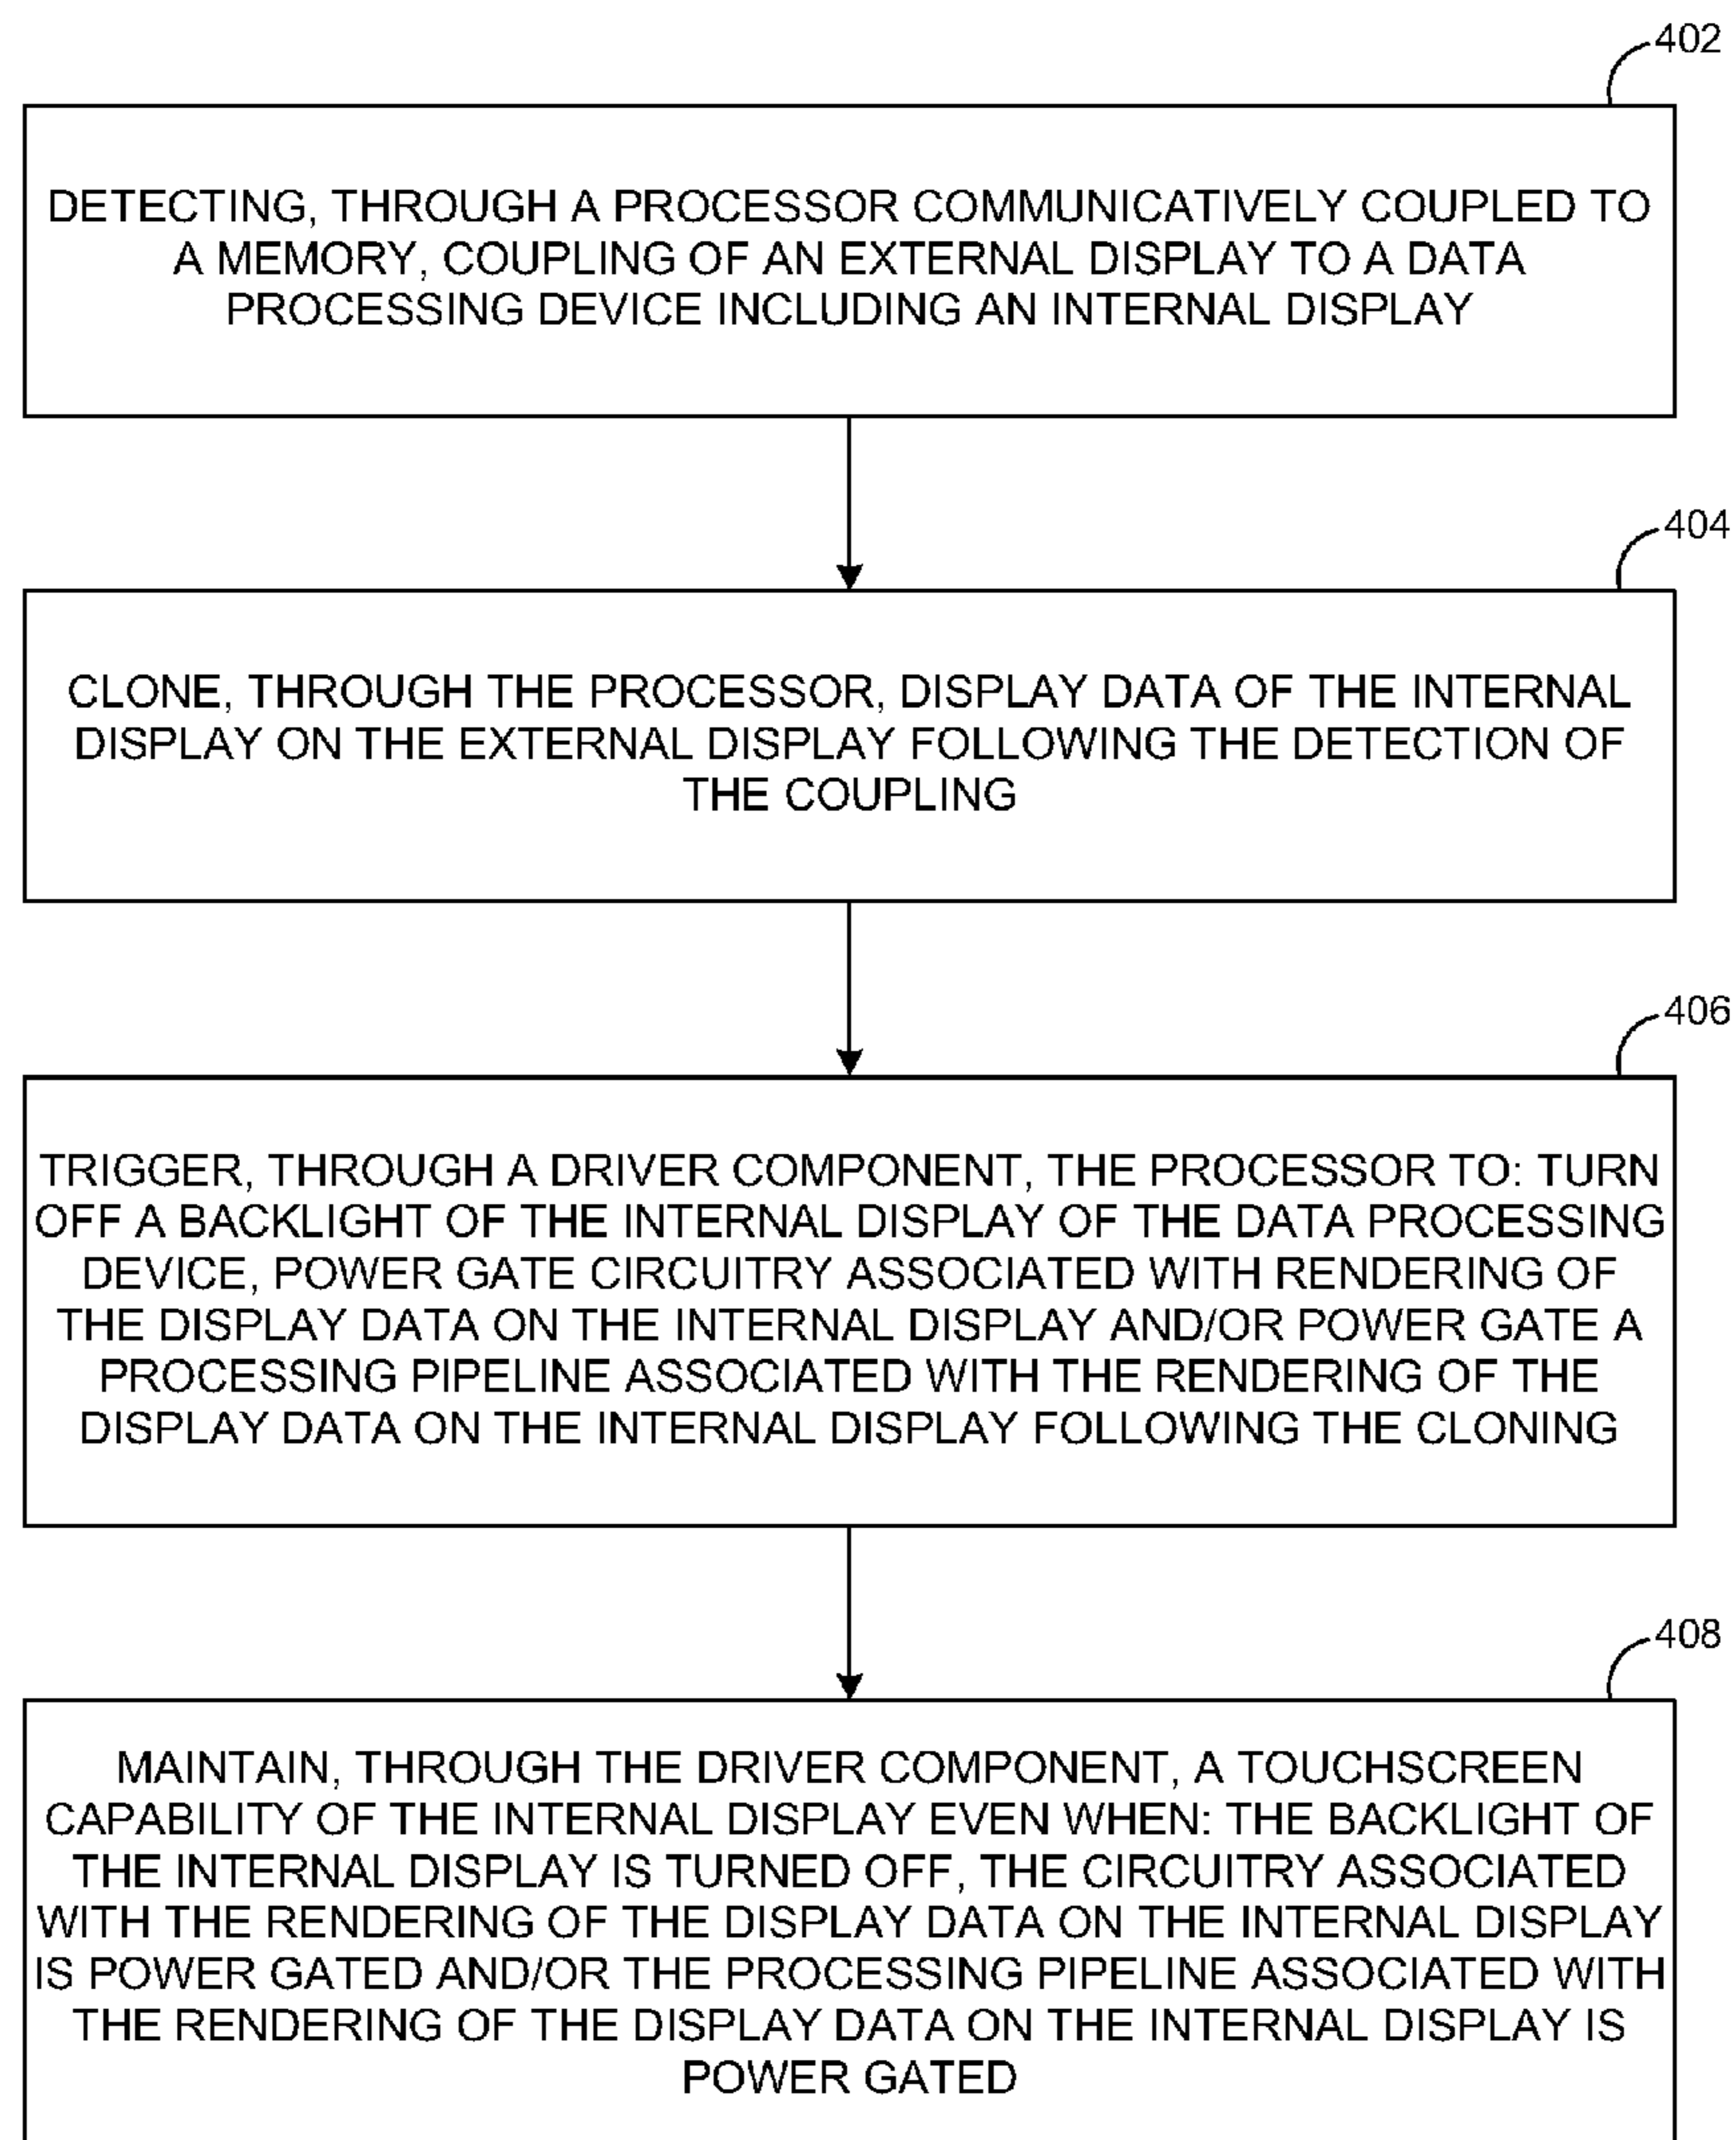 402
DETECTING, THROUGH A PROCESSOR COMMUNICATIVELY COUPLED TO
A MEMORY, COUPLING OF AN EXTERNAL DISPLAY TO A DATA
PROCESSING DEVICE INCLUDING AN INTERNAL DISPLAY
404
CLONE, THROUGH THE PROCESSOR, DISPLAY DATA OF THE INTERNAL
DISPLAY ON THE EXTERNAL DISPLAY FOLLOWING THE DETECTION OF
THE COUPLING
406
TRIGGER, THROUGH A DRIVER COMPONENT, THE PROCESSOR TO: TURN
OFF A BACKLIGHT OF THE INTERNAL DISPLAY OF THE DATA PROCESSING
DEVICE, POWER GATE CIRCUITRY ASSOCIATED WITH RENDERING OF
THE DISPLAY DATA ON THE INTERNAL DISPLAY AND/OR POWER GATE A
PROCESSING PIPELINE ASSOCIATED WITH THE RENDERING OF THE
DISPLAY DATA ON THE INTERNAL DISPLAY FOLLOWING THE CLONING
408
MAINTAIN, THROUGH THE DRIVER COMPONENT, A TOUCHSCREEN
CAPABILITY OF THE INTERNAL DISPLAY EVEN WHEN: THE BACKLIGHT OF
THE INTERNAL DISPLAY IS TURNED OFF, THE CIRCUITRY ASSOCIATED
WITH THE RENDERING OF THE DISPLAY DATA ON THE INTERNAL DISPLAY
IS POWER GATED AND/OR THE PROCESSING PIPELINE ASSOCIATED WITH
THE RENDERING OF THE DISPLAY DATA ON THE INTERNAL DISPLAY IS
POWER GATED